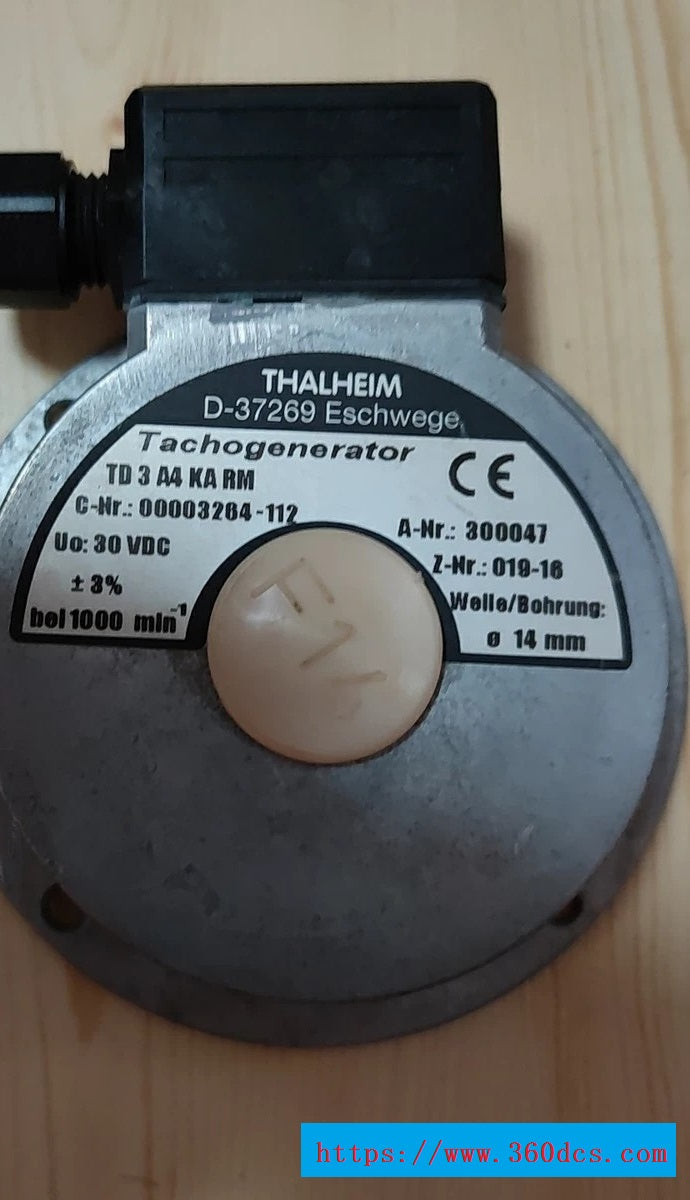 THALHEIM
D-37269 Eschwege
Tachogenerator
TD 3 A4 KA RM
C-Nr.: 00003264-112
Uo: 30 VDC
± 3%
bei 1000 min⁻¹
A-Nr.: 300047
Z-Nr.: 019-16
Welle/Bohrung:
ø 14 mm
https://www.360dcs.com